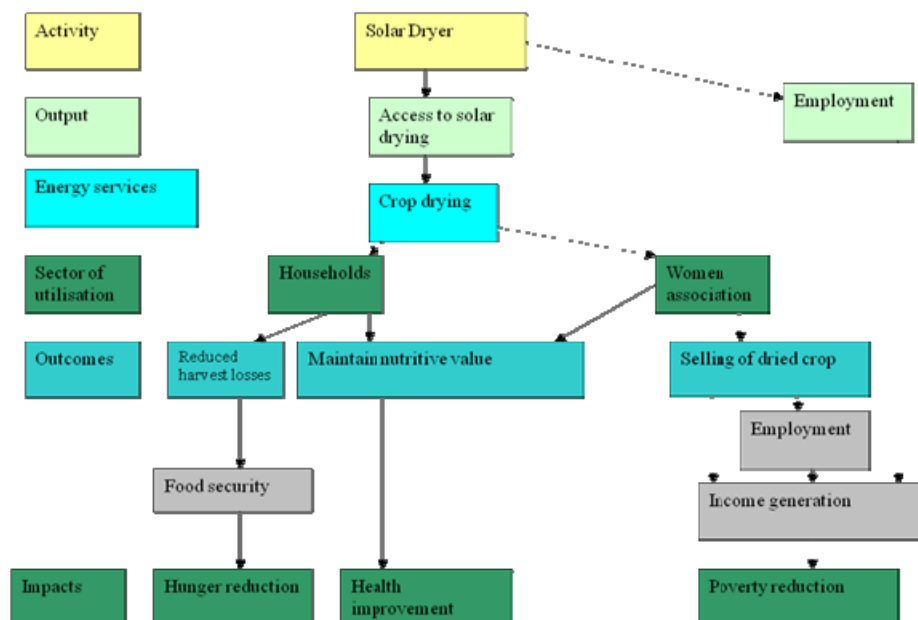 Activity
Solar Dryer
Employment
Output
Access to solar
drying
Energy services
Crop drying
Sector of
utilisation
Households
Women
association
Outcomes
Reduced
harvest losses
Maintain nutritive value
Selling of dried crop
Employment
Food security
Income generation
Impacts
Hunger reduction
Health
improvement
Poverty reduction